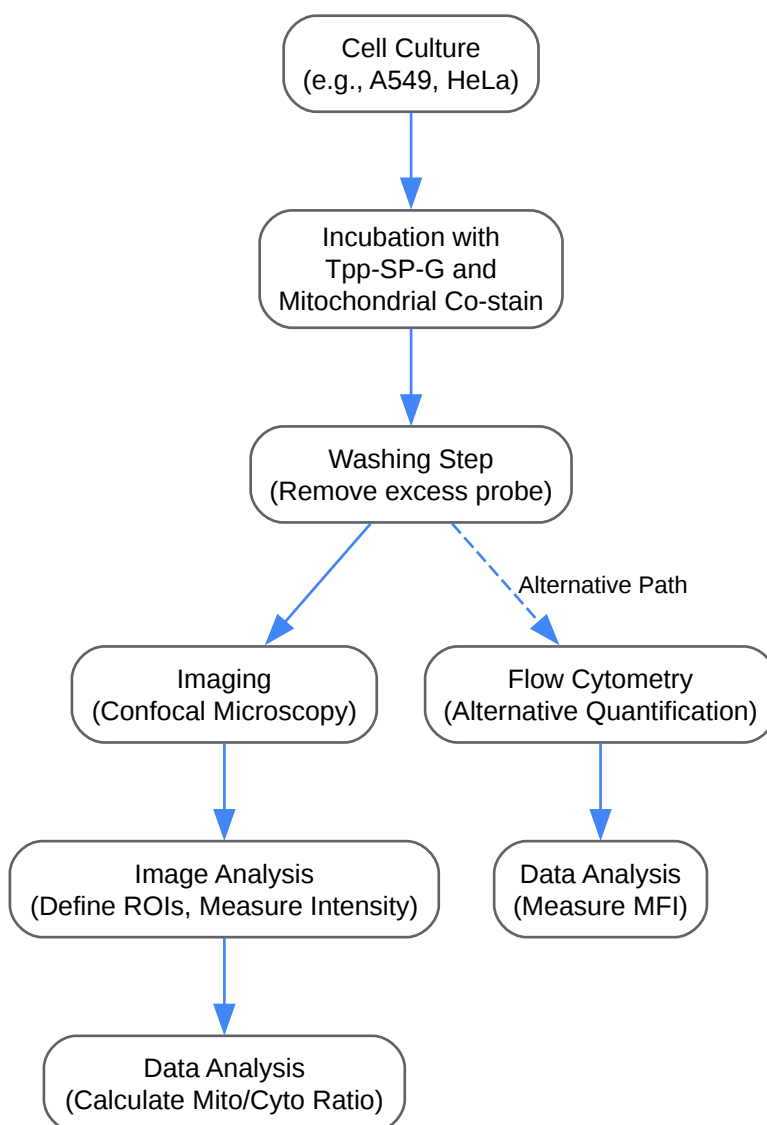 Cell Culture
(e.g., A549, HeLa)
Incubation with
Tpp-SP-G and
Mitochondrial Co-stain
Washing Step
(Remove excess probe)
Alternative Path
Imaging
(Confocal Microscopy)
Flow Cytometry
(Alternative Quantification)
Image Analysis
(Define ROIs, Measure Intensity)
Data Analysis
(Measure MFI)
Data Analysis
(Calculate Mito/Cyto Ratio)